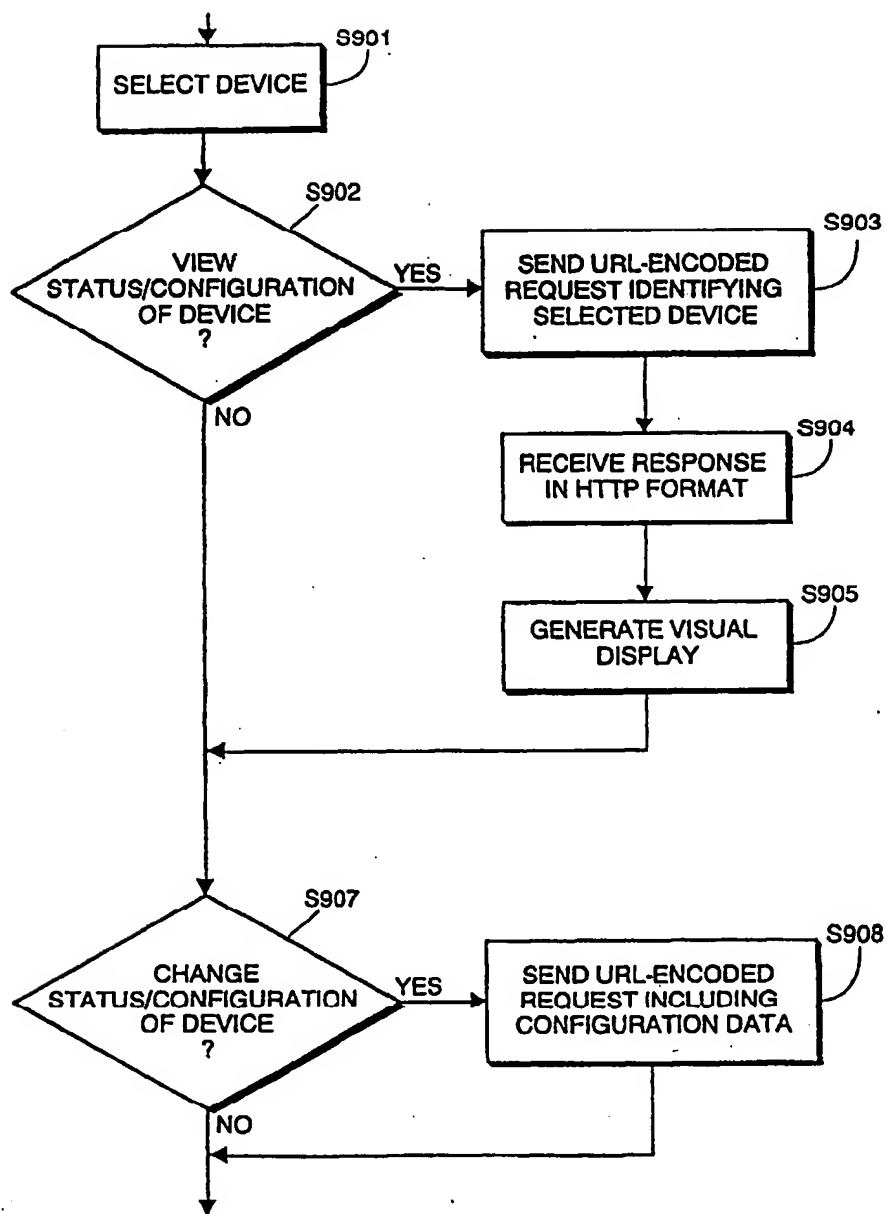 S901
SELECT DEVICE
S902
VIEW
STATUS/CONFIGURATION
OF DEVICE
?
YES
NO
S903
SEND URL-ENCODED
REQUEST IDENTIFYING
SELECTED DEVICE
S904
RECEIVE RESPONSE
IN HTTP FORMAT
S905
GENERATE VISUAL
DISPLAY
S907
CHANGE
STATUS/CONFIGURATION
OF DEVICE
?
YES
NO
S908
SEND URL-ENCODED
REQUEST INCLUDING
CONFIGURATION DATA